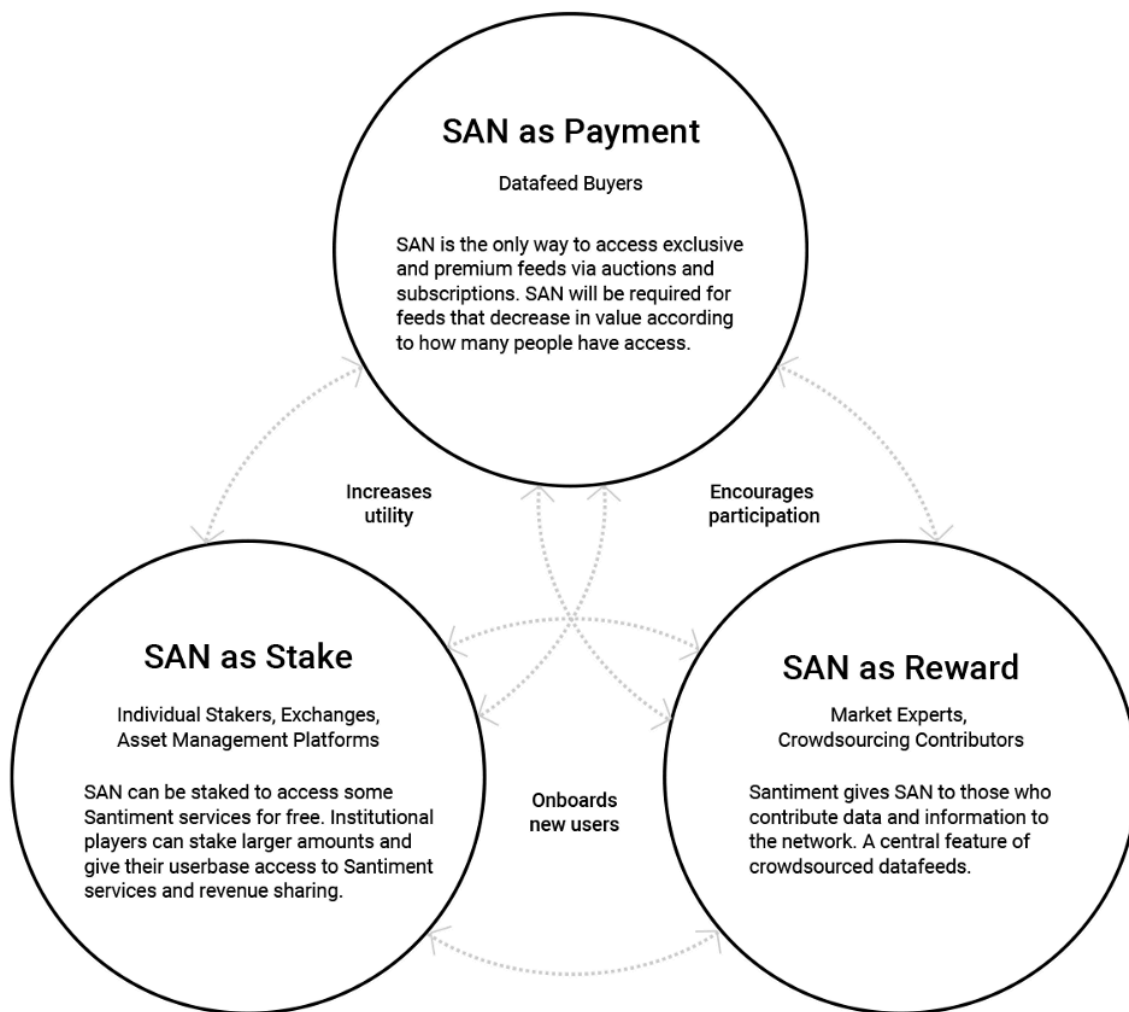 SAN as Payment
Datafeed Buyers
SAN is the only way to access exclusive
and premium feeds via auctions and
subscriptions. SAN will be required for
feeds that decrease in value according
to how many people have access.
Increases
utility
Encourages
participation
SAN as Stake
Individual Stakers, Exchanges,
Asset Management Platforms
SAN can be staked to access some
Santiment services for free. Institutional
players can stake larger amounts and
give their userbase access to Santiment
services and revenue sharing.
Onboards
new users
SAN as Reward
Market Experts,
Crowdsourcing Contributors
Santiment gives SAN to those who
contribute data and information to
the network. A central feature of
crowdsourced datafeeds.